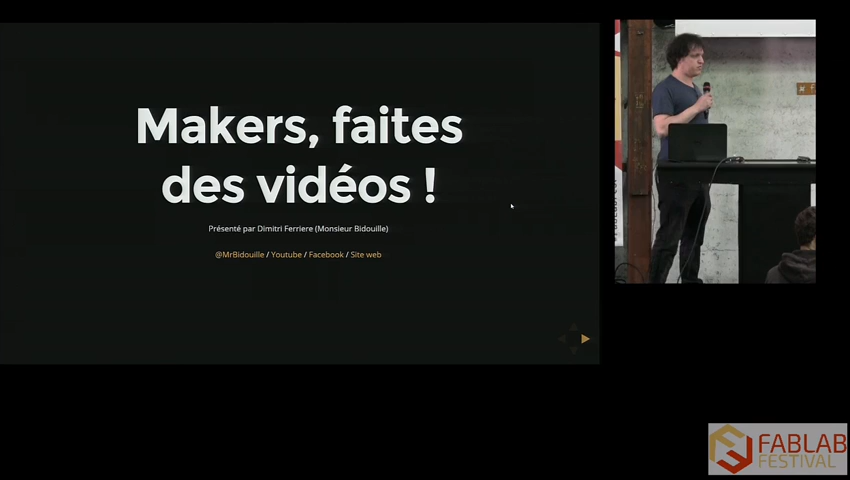 Makers, faites
des vidéos !
Présenté par Dimitri Ferriere (Monsieur Bidouille)
@MrBidouille / Youtube / Facebook / Site web
FABLAB
FESTIVAL